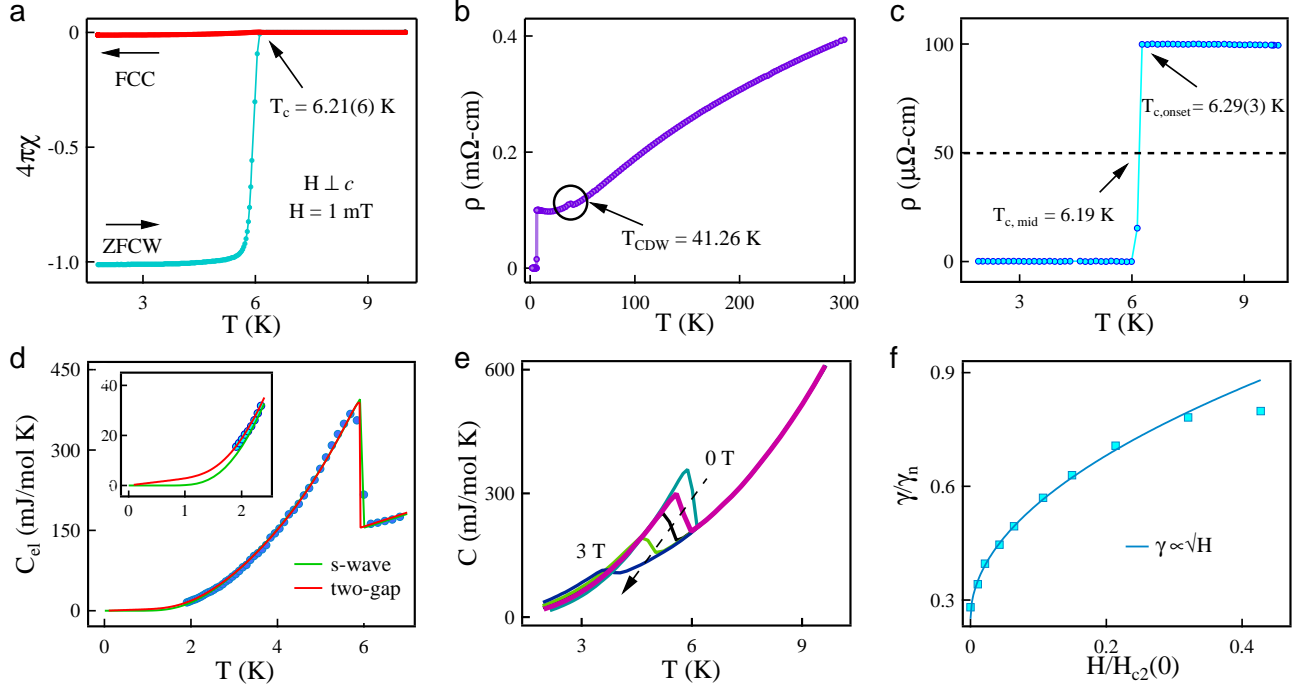 a
0
-0.5
-1.0
4πχ
FCC
T_c = 6.21(6) K
H ⊥ c
H = 1 mT
ZFCW
3
6
9
T (K)
b
0.4
0.2
0
ρ (mΩ-cm)
T_CDW = 41.26 K
0
100
200
300
T (K)
c
100
50
0
ρ (μΩ-cm)
T_c,onset = 6.29(3) K
T_c, mid = 6.19 K
3
6
9
T (K)
d
450
300
150
0
C_el (mJ/mol K)
40
20
0
0
1
2
s-wave
two-gap
0
2
4
6
T (K)
e
600
300
0
C (mJ/mol K)
0 T
3 T
3
6
9
T (K)
f
0.9
0.6
0.3
γ/γ_n
γ ∝ √H
0
0.2
0.4
H/H_c2(0)